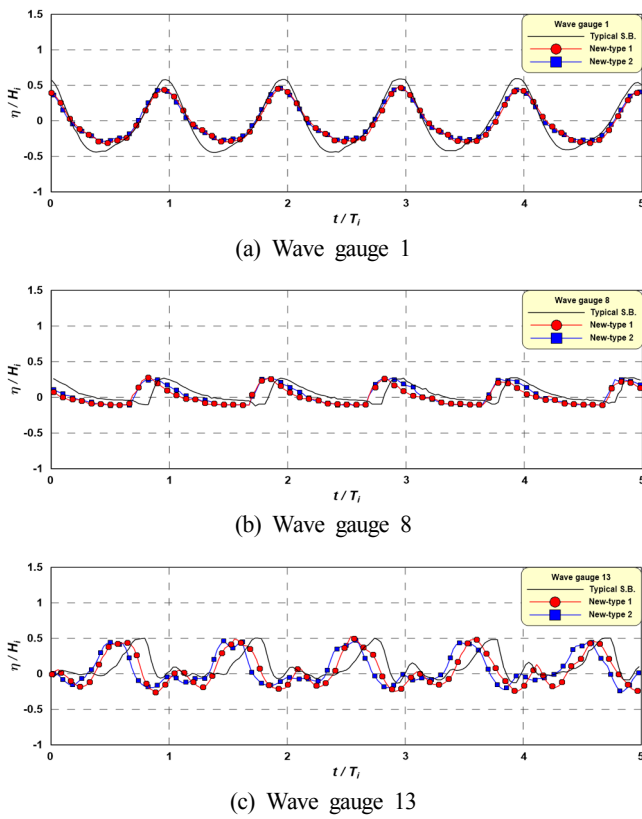 1.5
1
0.5
0
-0.5
-1
η / Hi
Wave gauge 1
Typical S.B.
New-type 1
New-type 2
0 1 2 3 4 5
t / Ti
(a) Wave gauge 1
1.5
1
0.5
0
-0.5
-1
η / Hi
Wave gauge 8
Typical S.B.
New-type 1
New-type 2
0 1 2 3 4 5
t / Ti
(b) Wave gauge 8
1.5
1
0.5
0
-0.5
-1
η / Hi
Wave gauge 13
Typical S.B.
New-type 1
New-type 2
0 1 2 3 4 5
t / Ti
(c) Wave gauge 13